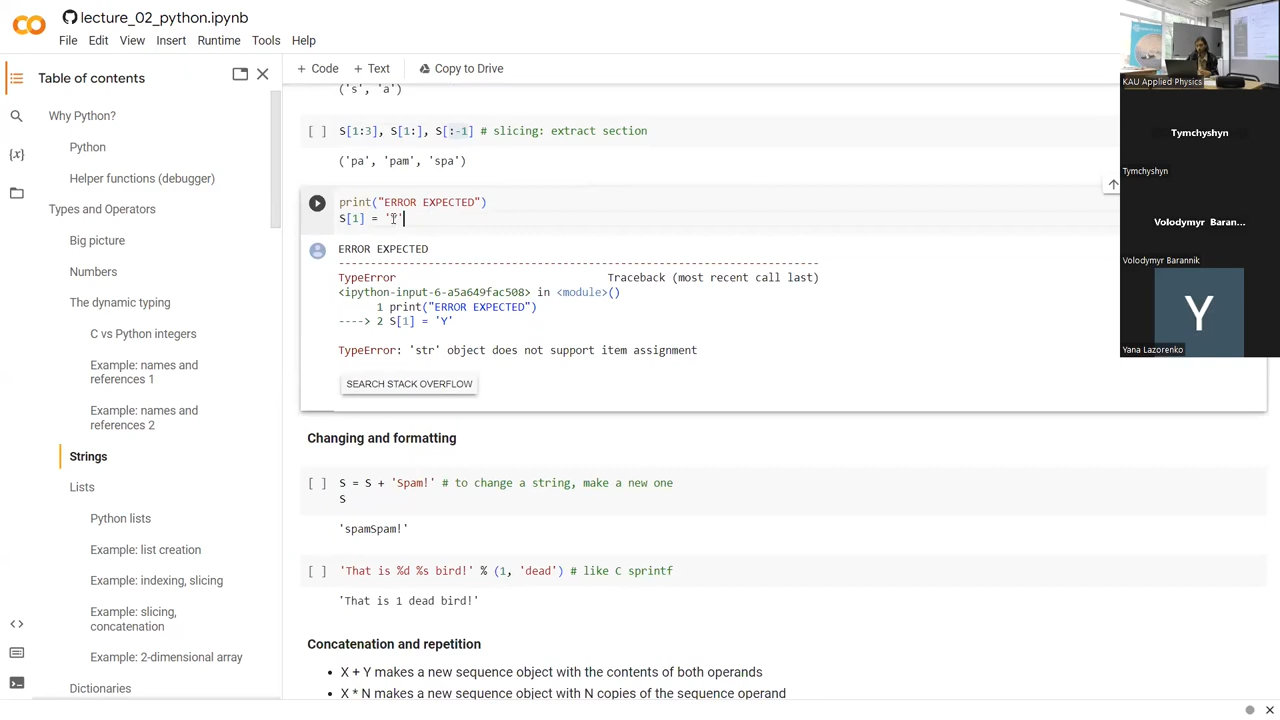 lecture_02_python.ipynb
File Edit View Insert Runtime Tools Help
Table of contents
Why Python?
Python
Helper functions (debugger)
Types and Operators
Big picture
Numbers
The dynamic typing
C vs Python integers
Example: names and
references 1
Example: names and
references 2
Strings
Lists
Python lists
Example: list creation
Example: indexing, slicing
Example: slicing,
concatenation
Example: 2-dimensional array
Dictionaries
+ Code + Text Copy to Drive
('s', 'a')
[ ] S[1:3], S[1:], S[:-1] # slicing: extract section
('pa', 'pam', 'spa')
print("ERROR EXPECTED")
S[1] = 'Y'
ERROR EXPECTED
---------------------------------------------------------------------------
TypeError Traceback (most recent call last)
<ipython-input-6-a5a649fac508> in <module>()
1 print("ERROR EXPECTED")
----> 2 S[1] = 'Y'
TypeError: 'str' object does not support item assignment
SEARCH STACK OVERFLOW
Changing and formatting
[ ] S = S + 'Spam!' # to change a string, make a new one
S
'spamSpam!'
[ ] 'That is %d %s bird!' % (1, 'dead') # like C sprintf
'That is 1 dead bird!'
Concatenation and repetition
• X + Y makes a new sequence object with the contents of both operands
• X * N makes a new sequence object with N copies of the sequence operand
KAU Applied Physics
Tymchyshyn
Tymchyshyn
Volodymyr Baran...
Volodymyr Barannik
Y
Yana Lazorenko